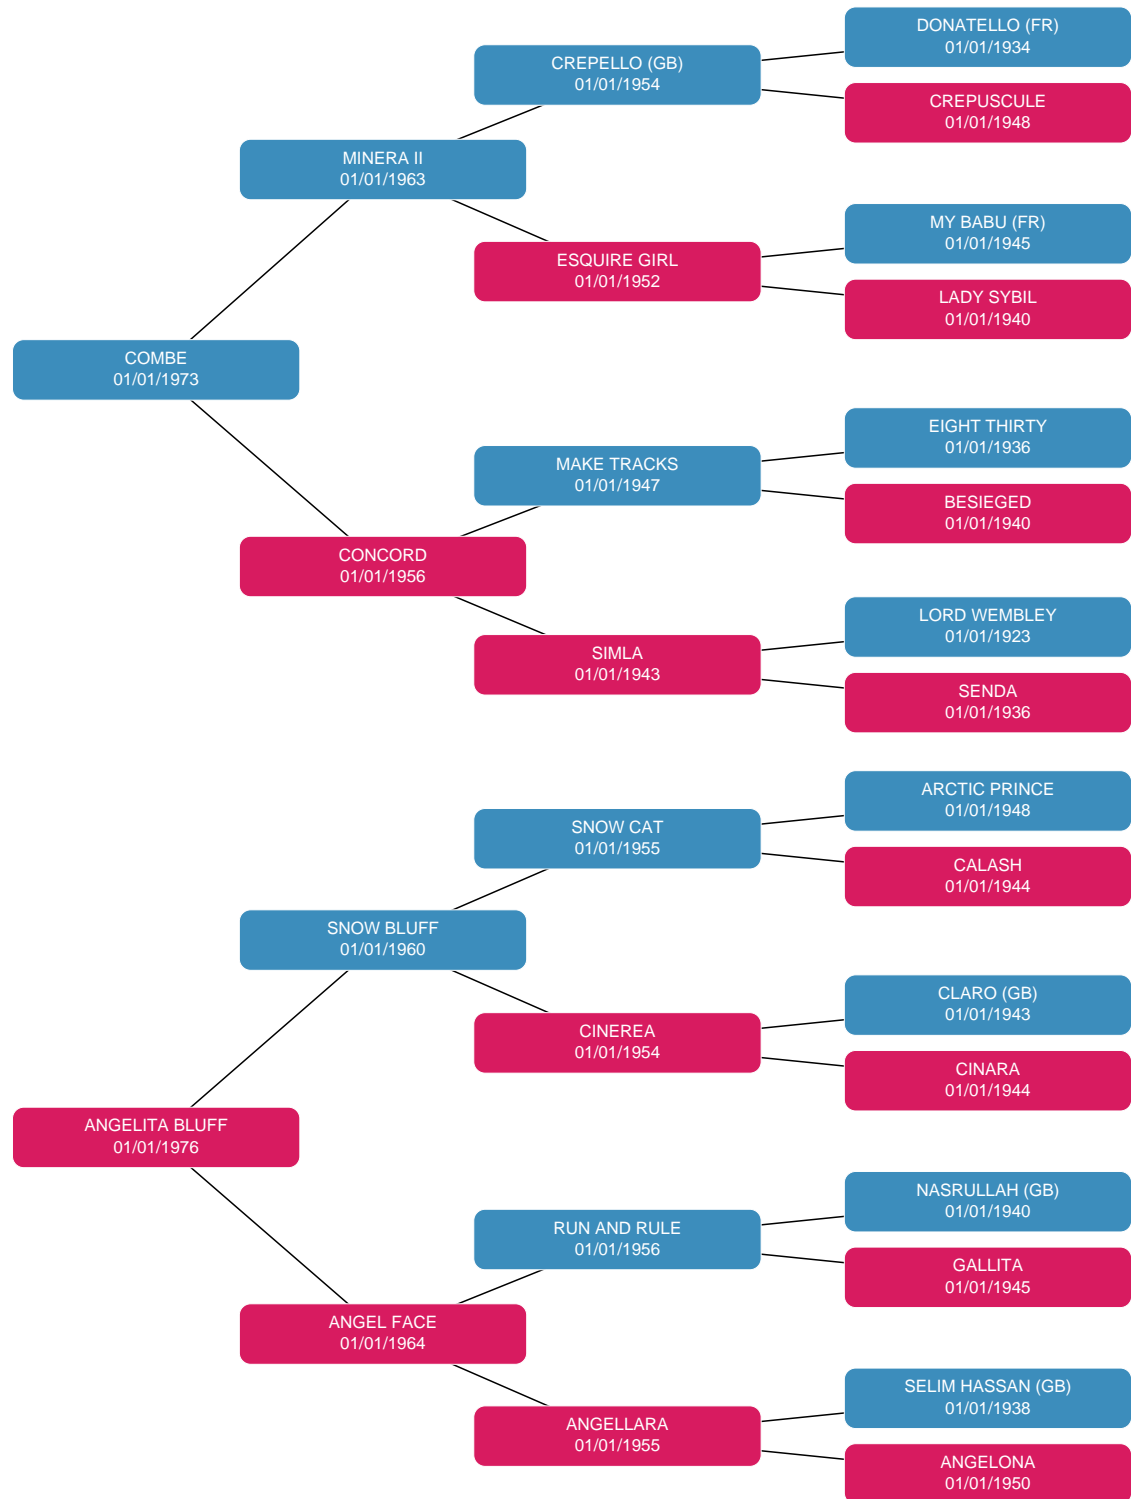 DONATELLO (FR)
01/01/1934
CREPELLO (GB)
01/01/1954
CREPUSCULE
01/01/1948
MINERA II
01/01/1963
MY BABU (FR)
01/01/1945
ESQUIRE GIRL
01/01/1952
LADY SYBIL
01/01/1940
COMBE
01/01/1973
EIGHT THIRTY
01/01/1936
MAKE TRACKS
01/01/1947
BESIEGED
01/01/1940
CONCORD
01/01/1956
LORD WEMBLEY
01/01/1923
SIMLA
01/01/1943
SENDA
01/01/1936
ARCTIC PRINCE
01/01/1948
SNOW CAT
01/01/1955
CALASH
01/01/1944
SNOW BLUFF
01/01/1960
CLARO (GB)
01/01/1943
CINEREA
01/01/1954
CINARA
01/01/1944
ANGELITA BLUFF
01/01/1976
NASRULLAH (GB)
01/01/1940
RUN AND RULE
01/01/1956
GALLITA
01/01/1945
ANGEL FACE
01/01/1964
SELIM HASSAN (GB)
01/01/1938
ANGELLARA
01/01/1955
ANGELONA
01/01/1950